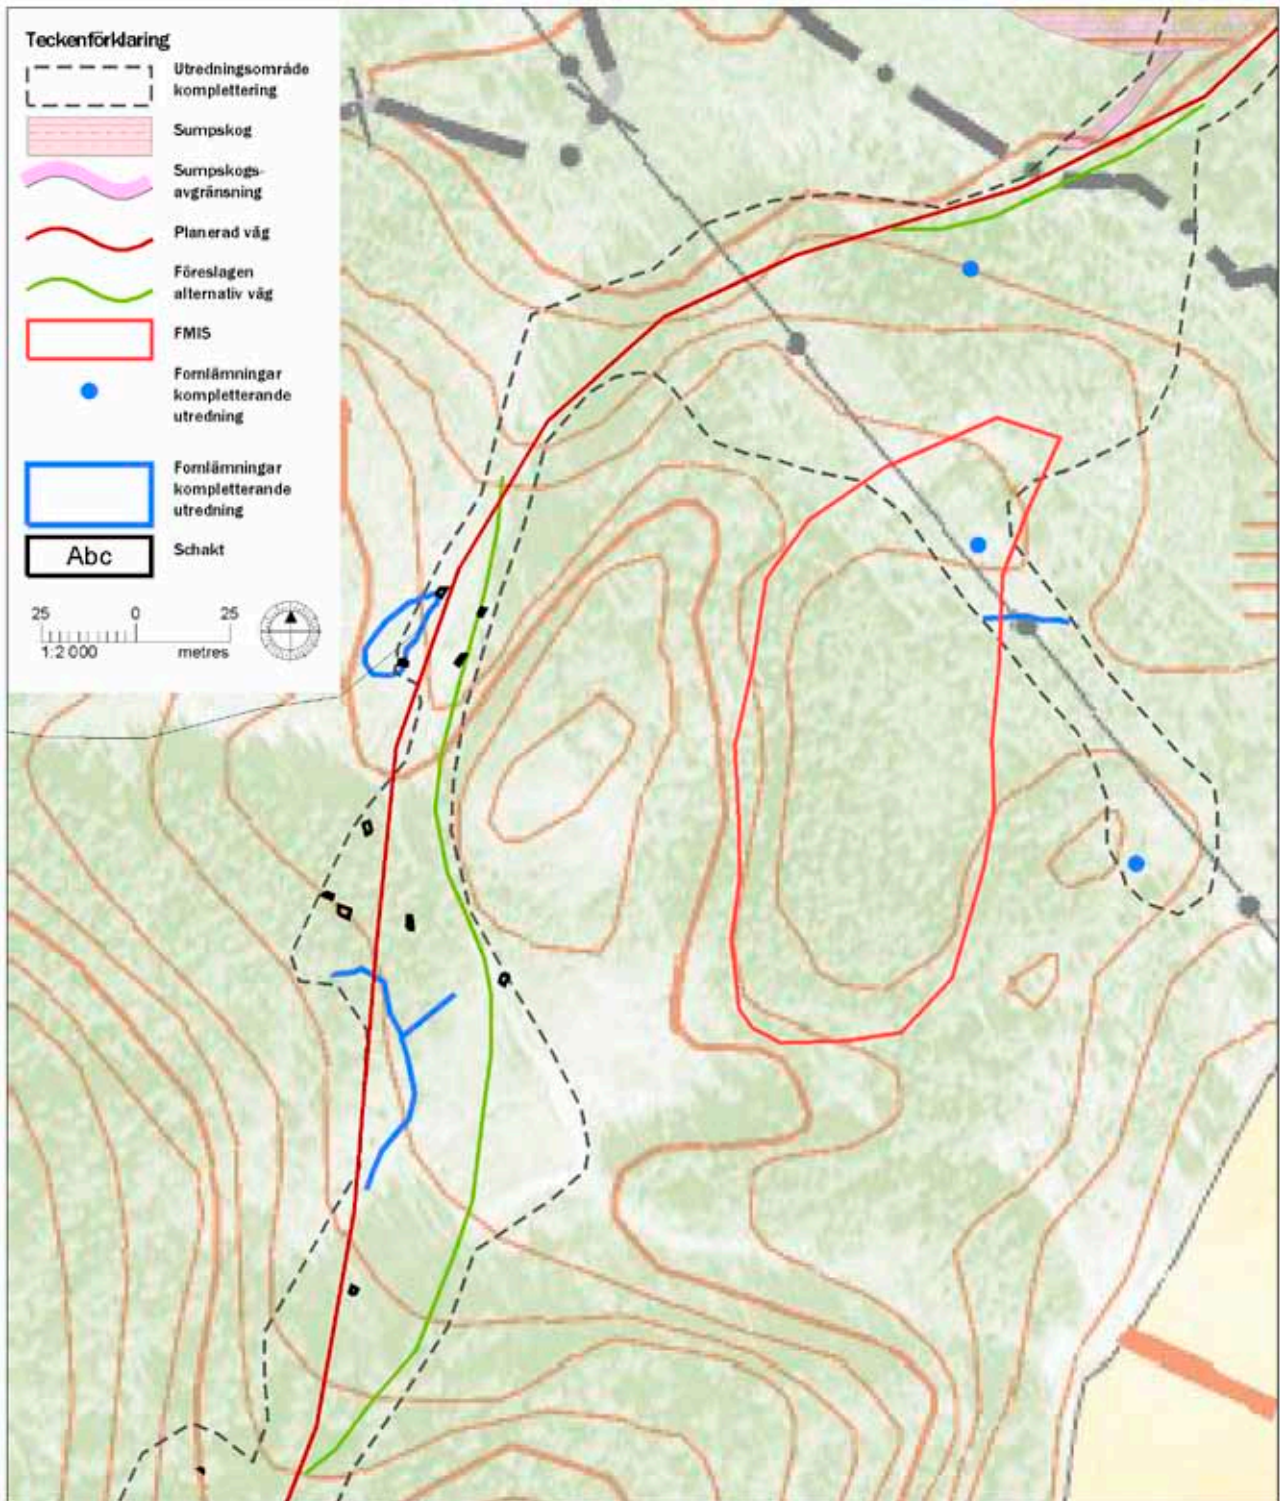 Teckenförklaring
Utredningsområde
komplettering
Sumpskog
Sumpskogs-
avgränsning
Planerad väg
Föreslagen
alternativ väg
FMIS
Fornlämningar
kompletterande
utredning
Fornlämningar
kompletterande
utredning
Abc
Schakt
25 0 25
1:2 000 metres